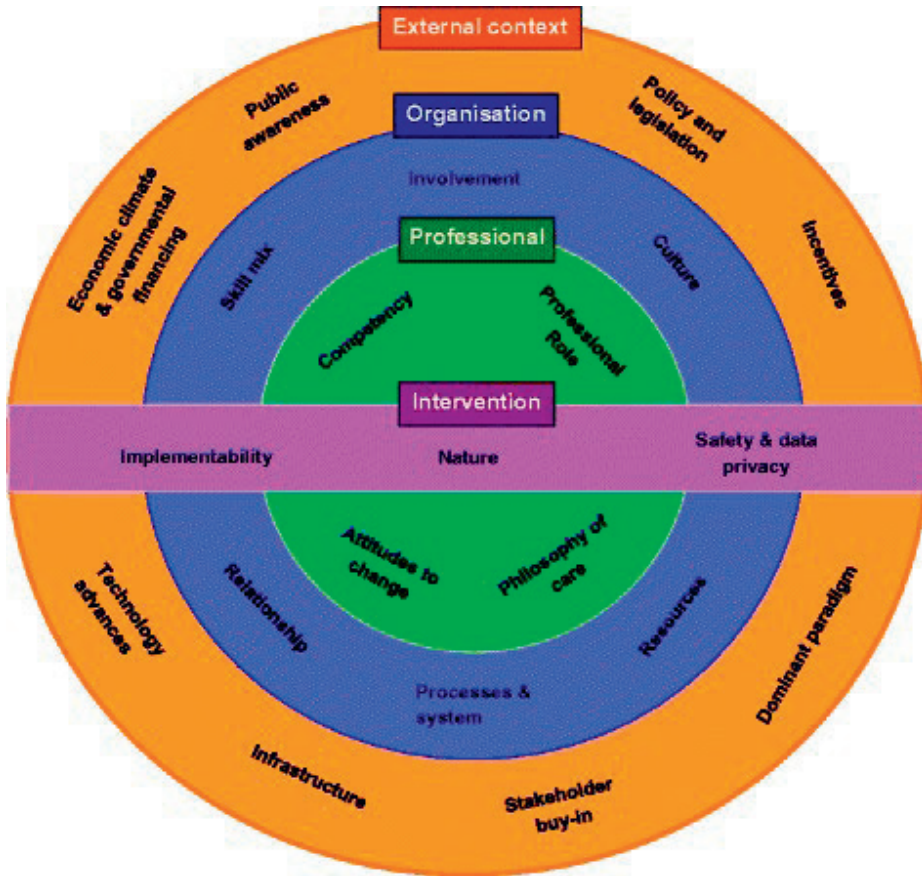 External context
Public
awareness
Policy and
legislation
Organisation
Involvement
Economic climate
& governmental
financing
Skill mix
Professional
Culture
Incentives
Competency
Professional
Role
Intervention
Implementability
Nature
Safety & data
privacy
Attitudes to
change
Philosophy of
care
Technology
advances
Relationship
Resources
Dominant paradigm
Processes &
system
Infrastructure
Stakeholder
buy-in